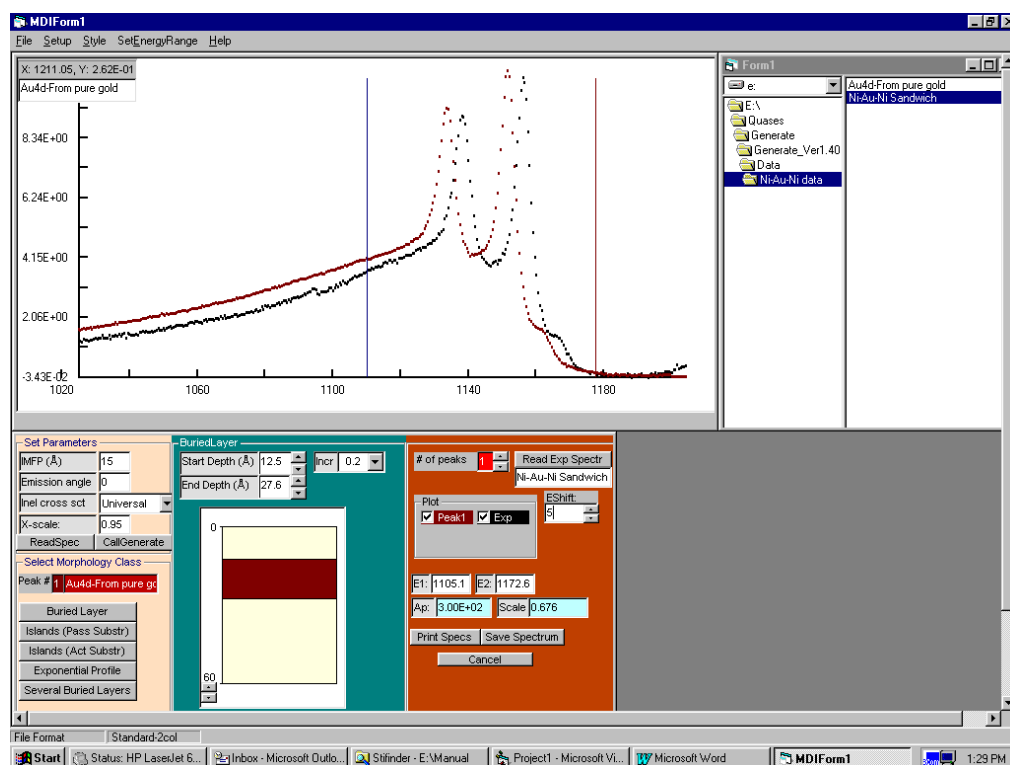 MDIForm1
File Setup Style SetEnergyRange Help
X: 1211.05, Y: 2.62E-01
Au4d-From pure gold
8.34E+00
6.24E+00
4.15E+00
2.06E+00
-3.43E-02
1020 1060 1100 1140 1180
Form1
e:
E:\
Quases
Generate
Generate_Ver1.40
Data
Ni-Au-Ni data
Au4d-From pure gold
Ni-Au-Ni Sandwich
Set Parameters
IMFP (Å) 15
Emission angle 0
Inel cross sct Universal
X-scale: 0.95
ReadSpec CallGenerate
Select Morphology Class
Peak # 1 Au4d-From pure gc
Buried Layer
Islands (Pass Substr)
Islands (Act Substr)
Exponential Profile
Several Buried Layers
BuriedLayer
Start Depth (Å) 12.5 Incr 0.2
End Depth (Å) 27.6
0
60
# of peaks 1 Read Exp Spectr
Ni-Au-Ni Sandwich
Plot
Peak1 Exp
EShift:
5
E1: 1105.1 E2: 1172.6
Ap: 3.00E+02 Scale 0.676
Print Specs Save Spectrum
Cancel
File Format Standard-2col
Start Status: HP LaserJet 6... Inbox - Microsoft Outlo... Stifinder - E:\Manual Project1 - Microsoft Vi... Microsoft Word MDIForm1 1:29 PM